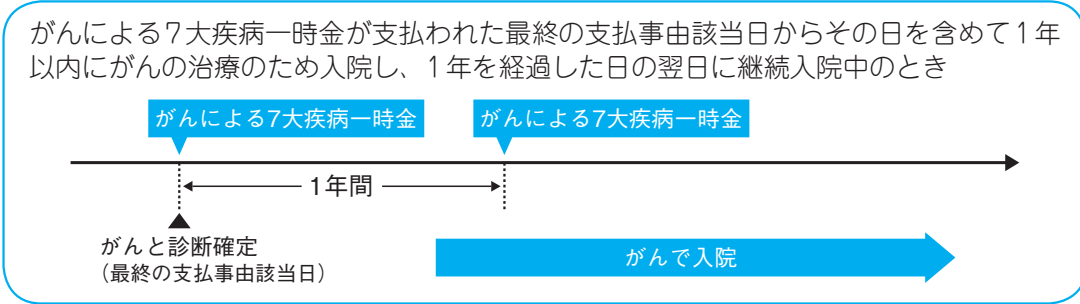 がんによる7大疾病一時金が支払われた最終の支払事由該当日からその日を含めて1年
以内にがんの治療のため入院し、1年を経過した日の翌日に継続入院中のとき
がんによる7大疾病一時金
がんによる7大疾病一時金
1年間
がんと診断確定
（最終の支払事由該当日）
がんで入院